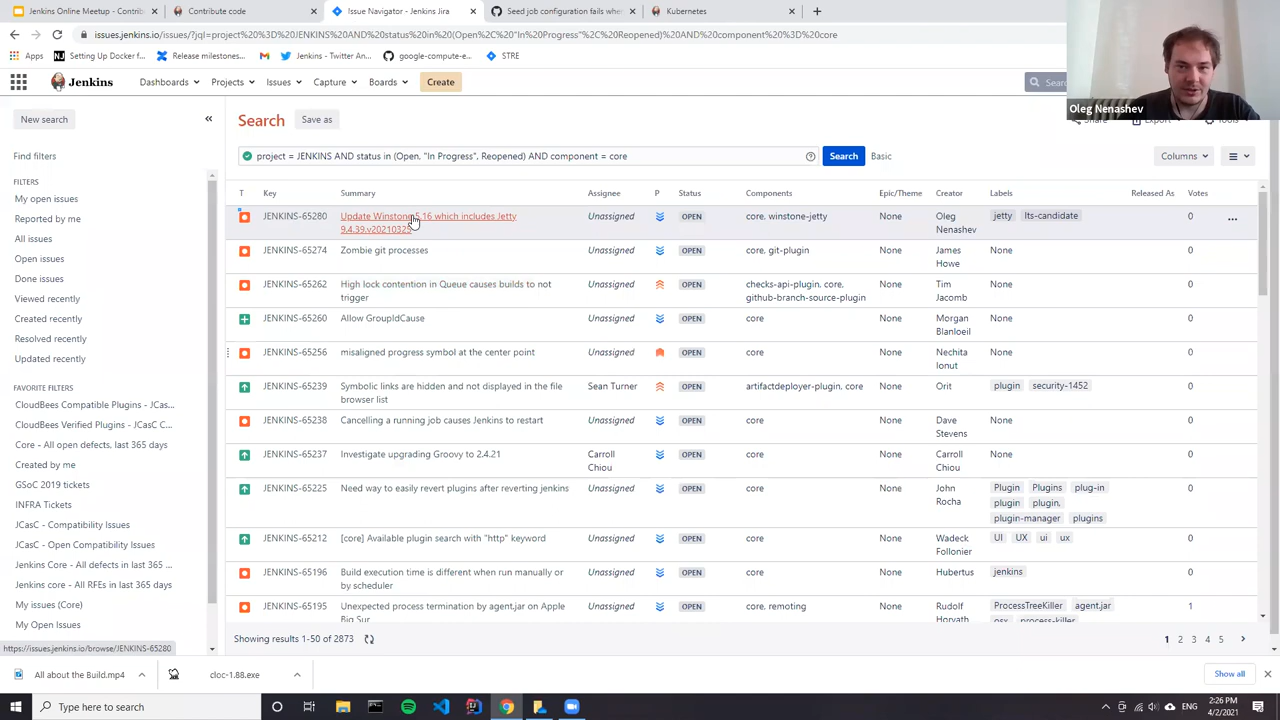 Jenkins Online Meetup - Contrib
Contribute code
Issue Navigator - Jenkins Jira
Seed job configuration fails when
Kubernetes
issues.jenkins.io/issues/?jql=project%20%3D%20JENKINS%20AND%20status%20in%20(Open%2C%20"In%20Progress"%2C%20Reopened)%20AND%20component%20%3D%20core
Apps
Setting Up Docker f...
Release milestones...
Jenkins - Twitter An...
google-compute-e...
STRE
Jenkins
Dashboards
Projects
Issues
Capture
Boards
Create
Oleg Nenashev
New search
Search
Save as
Share
Export
Tools
Find filters
project = JENKINS AND status in (Open, "In Progress", Reopened) AND component = core
Search
Basic
Columns
FILTERS
My open issues
Reported by me
All issues
Open issues
Done issues
Viewed recently
Created recently
Resolved recently
Updated recently
FAVORITE FILTERS
CloudBees Compatible Plugins - JCas...
CloudBees Verified Plugins - JCasC C...
Core - All open defects, last 365 days
Created by me
GSoC 2019 tickets
INFRA Tickets
JCasC - Compatibility Issues
JCasC - Open Compatibility Issues
Jenkins Core - All defects in last 365 d...
Jenkins core - All RFEs in last 365 days
My issues (Core)
My Open Issues
T Key Summary Assignee P Status Components Epic/Theme Creator Labels Released As Votes
JENKINS-65280 Update Winstone 5.16 which includes Jetty Unassigned OPEN core, winstone-jetty None Oleg jetty lts-candidate 0
Nenashev
JENKINS-65274 Zombie git processes Unassigned OPEN core, git-plugin None James None 0
Howe
JENKINS-65262 High lock contention in Queue causes builds to not Unassigned OPEN checks-api-plugin, core, None Tim None 0
trigger github-branch-source-plugin Jacomb
JENKINS-65260 Allow GroupIdCause Unassigned OPEN core None Morgan None 0
Blanloeil
JENKINS-65256 misaligned progress symbol at the center point Unassigned OPEN core None Nechita None 0
Ionut
JENKINS-65239 Symbolic links are hidden and not displayed in the file Sean Turner OPEN artifactdeployer-plugin, core None Orit plugin security-1452 0
browser list
JENKINS-65238 Cancelling a running job causes Jenkins to restart Unassigned OPEN core None Dave None 0
Stevens
JENKINS-65237 Investigate upgrading Groovy to 2.4.21 Carroll OPEN core None Carroll None 0
Chiou Chiou
JENKINS-65225 Need way to easily revert plugins after reverting jenkins Unassigned OPEN core None John Plugin Plugins plug-in 0
Rocha plugin plugin,
plugin-manager plugins
JENKINS-65212 [core] Available plugin search with "http" keyword Unassigned OPEN core None Wadeck UI UX ui ux 0
Follonier
JENKINS-65196 Build execution time is different when run manually or Unassigned OPEN core None Hubertus jenkins 0
by scheduler
JENKINS-65195 Unexpected process termination by agent.jar on Apple Unassigned OPEN core, remoting None Rudolf ProcessTreeKiller agent.jar 1
Big Sur Horvath osx process-killer
Showing results 1-50 of 2873
1 2 3 4 5
https://issues.jenkins.io/browse/JENKINS-65280
All about the Build.mp4
cloc-1.88.exe
Show all
Type here to search
ENG
2:26 PM
4/2/2021